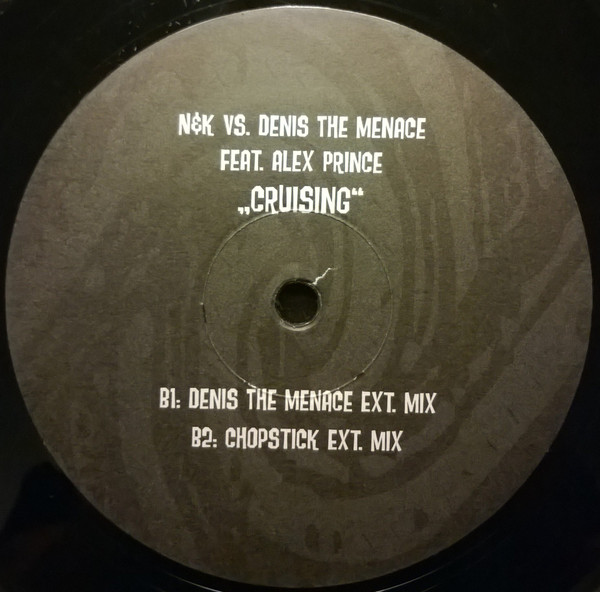 N&K VS. DENIS THE MENACE
FEAT. ALEX PRINCE
„CRUISING“
B1: DENIS THE MENACE EXT. MIX
B2: CHOPSTICK EXT. MIX